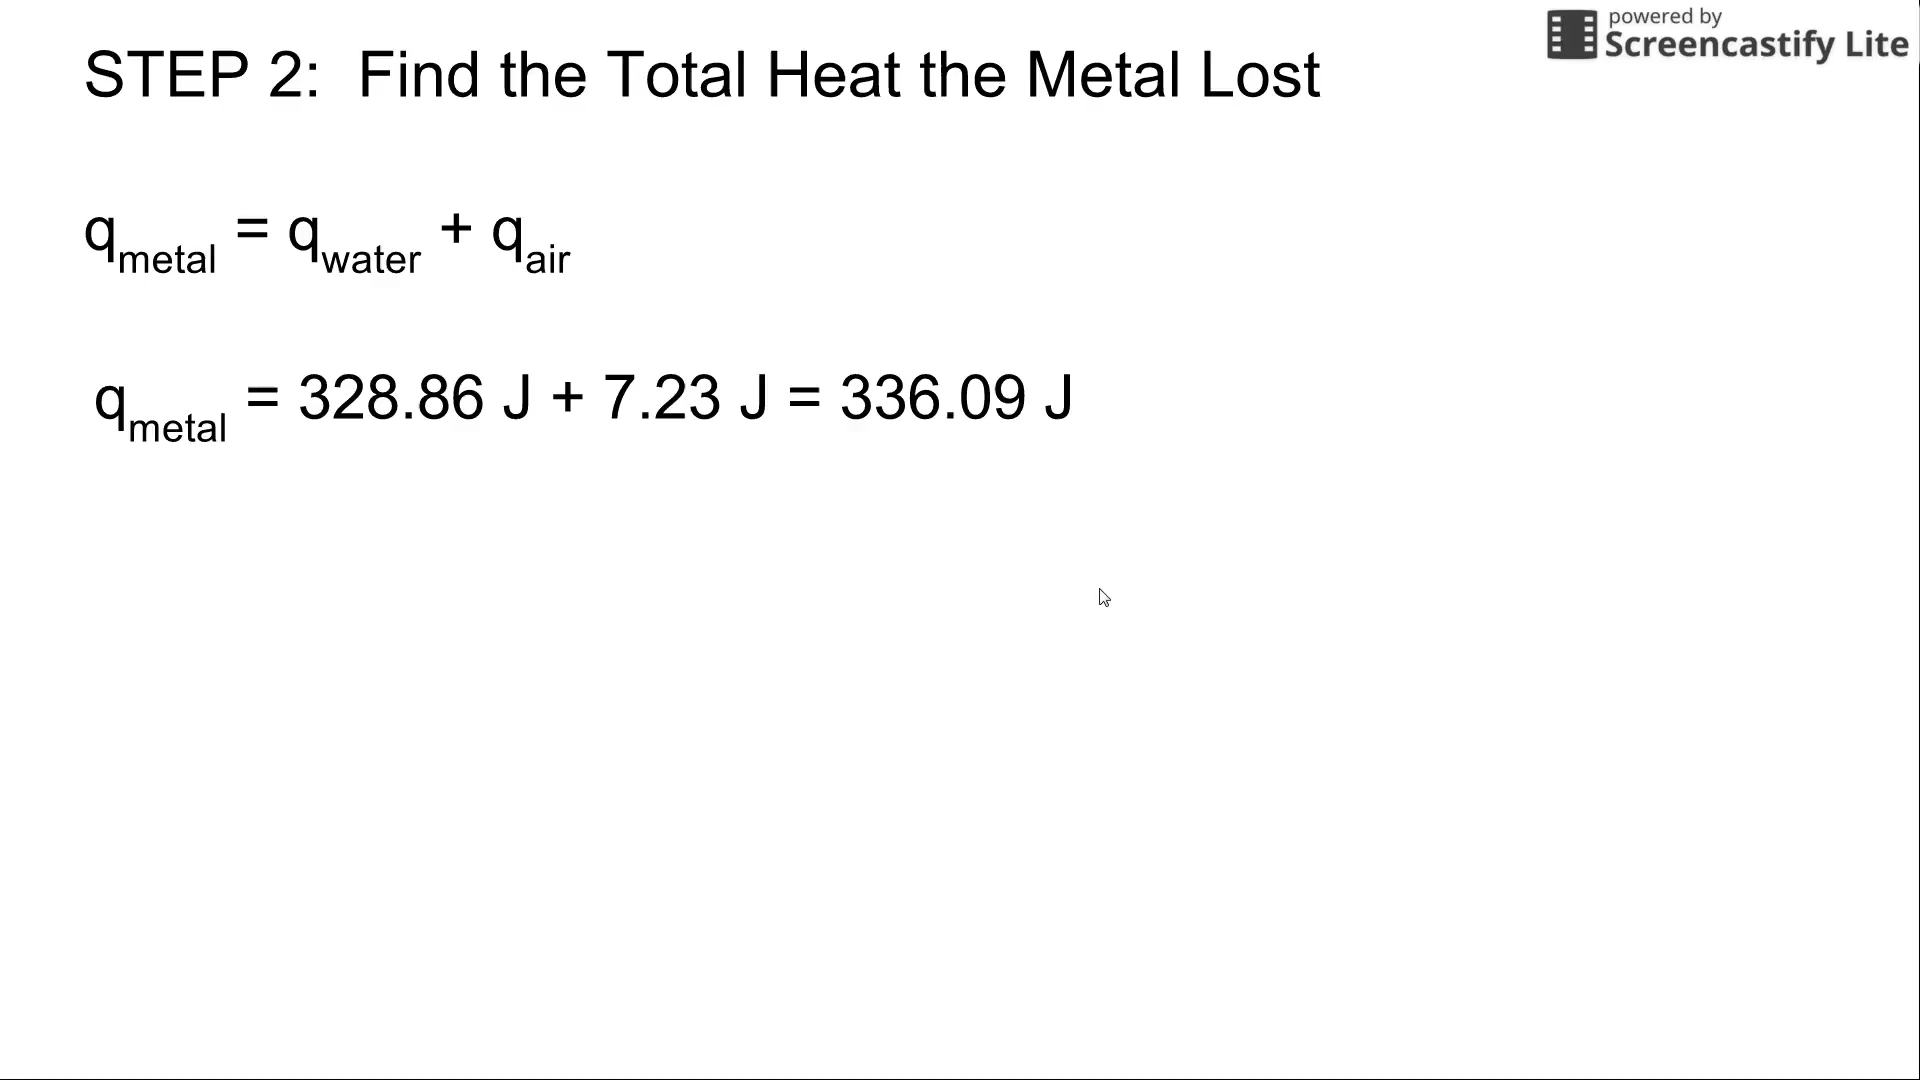 powered by
Screencastify Lite
STEP 2: Find the Total Heat the Metal Lost
qmetal = qwater + qair
qmetal = 328.86 J + 7.23 J = 336.09 J